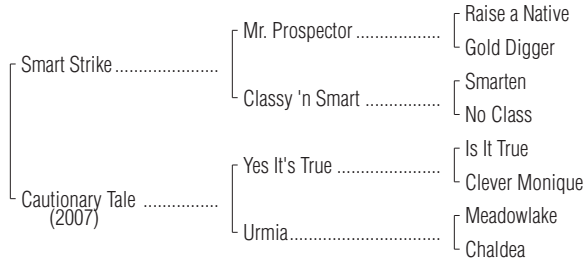 Raise a Native
Mr. Prospector ..................
Gold Digger
Smart Strike ......................
Smarten
Classy 'n Smart ................
No Class
Is It True
Yes It's True ......................
Clever Monique
Cautionary Tale ................
(2007)
Meadowlake
Urmia................................
Chaldea